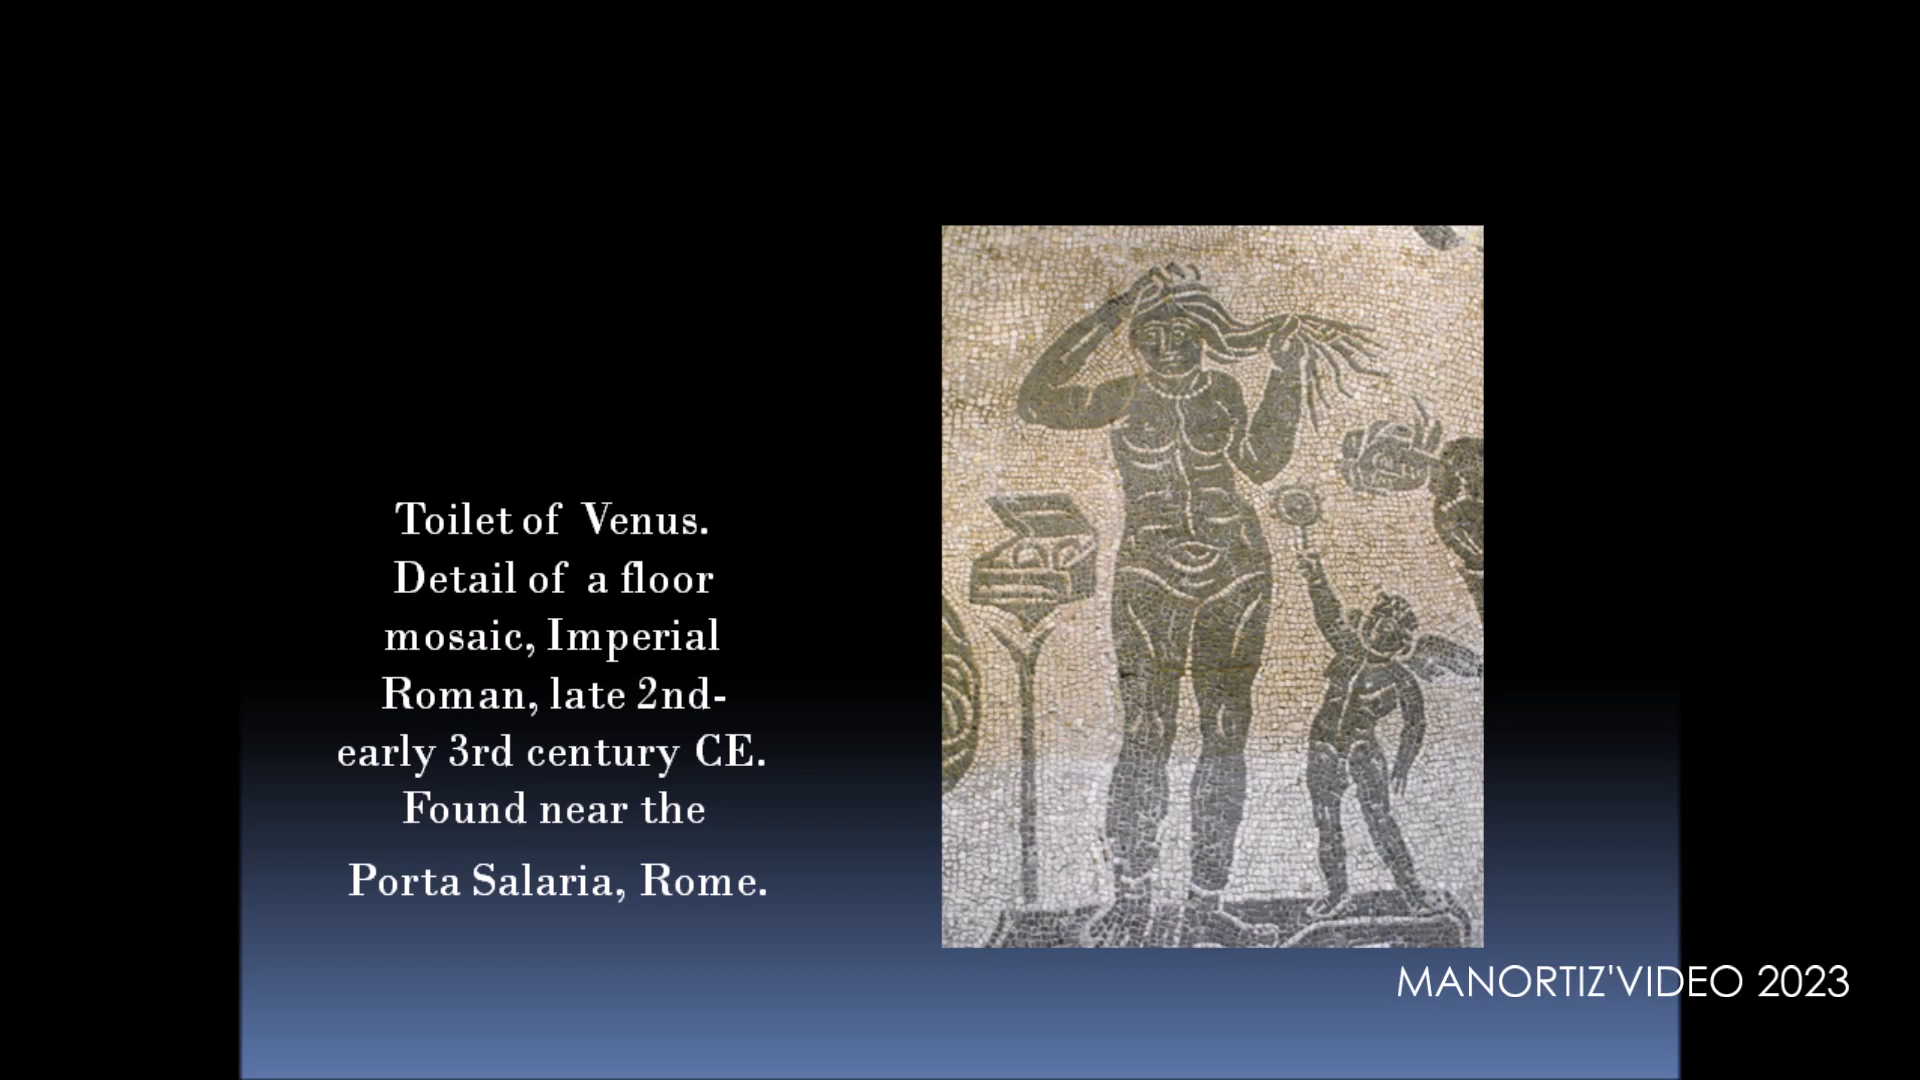 Toilet of Venus.
Detail of a floor
mosaic, Imperial
Roman, late 2nd-
early 3rd century CE.
Found near the
Porta Salaria, Rome.
MANORTIZ'VIDEO 2023